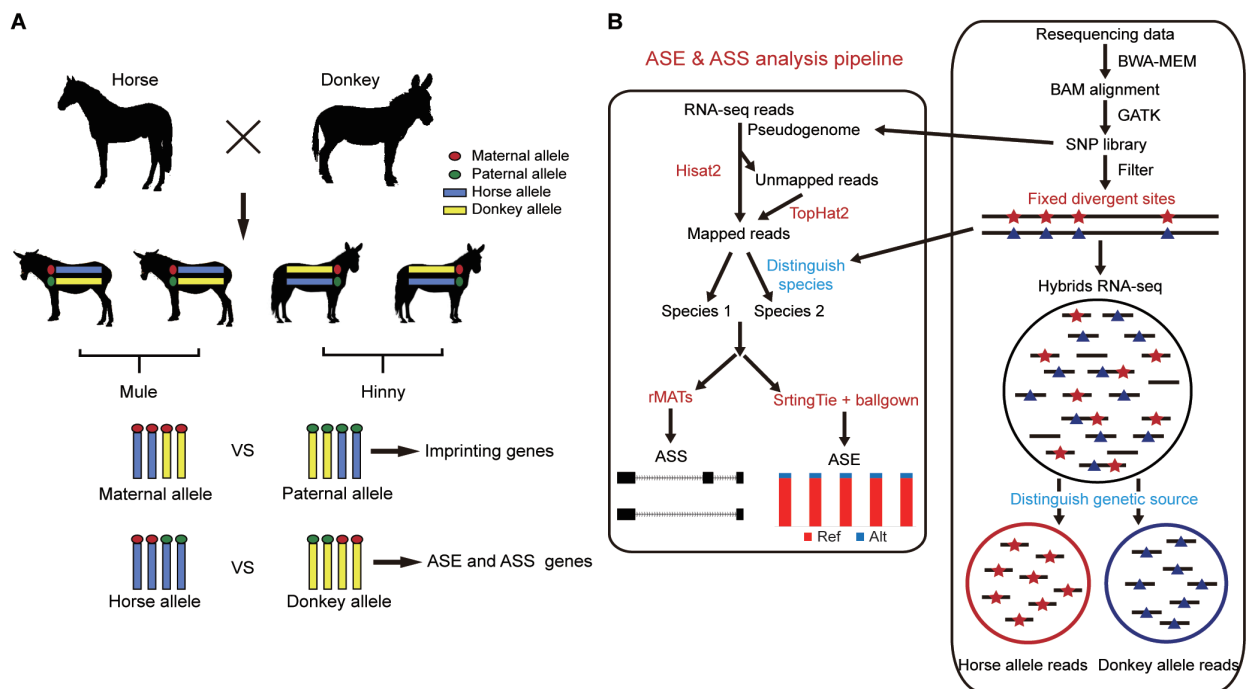 A
Horse
Donkey
Maternal allele
Paternal allele
Horse allele
Donkey allele
Mule
Hinny
VS
Imprinting genes
Maternal allele
Paternal allele
VS
ASE and ASS genes
Horse allele
Donkey allele
B
ASE & ASS analysis pipeline
RNA-seq reads
Pseudogenome
Hisat2
Unmapped reads
TopHat2
Mapped reads
Distinguish
species
Species 1
Species 2
rMATs
SrtingTie + ballgown
ASS
ASE
Ref
Alt
Resequencing data
BWA-MEM
BAM alignment
GATK
SNP library
Filter
Fixed divergent sites
Hybrids RNA-seq
Distinguish genetic source
Horse allele reads
Donkey allele reads